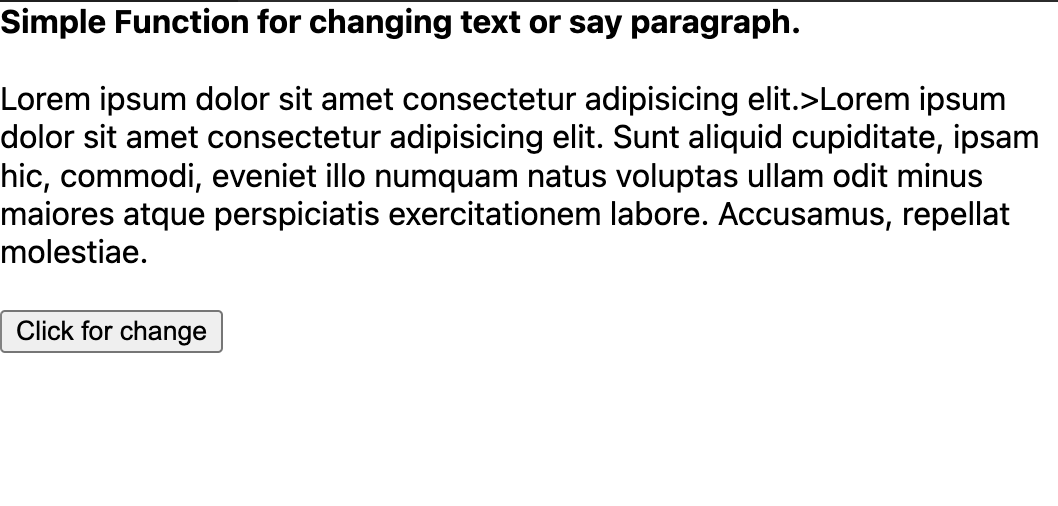 Simple Function for changing text or say paragraph.
Lorem ipsum dolor sit amet consectetur adipisicing elit.>Lorem ipsum
dolor sit amet consectetur adipisicing elit. Sunt aliquid cupiditate, ipsam
hic, commodi, eveniet illo numquam natus voluptas ullam odit minus
maiores atque perspiciatis exercitationem labore. Accusamus, repellat
molestiae.
Click for change